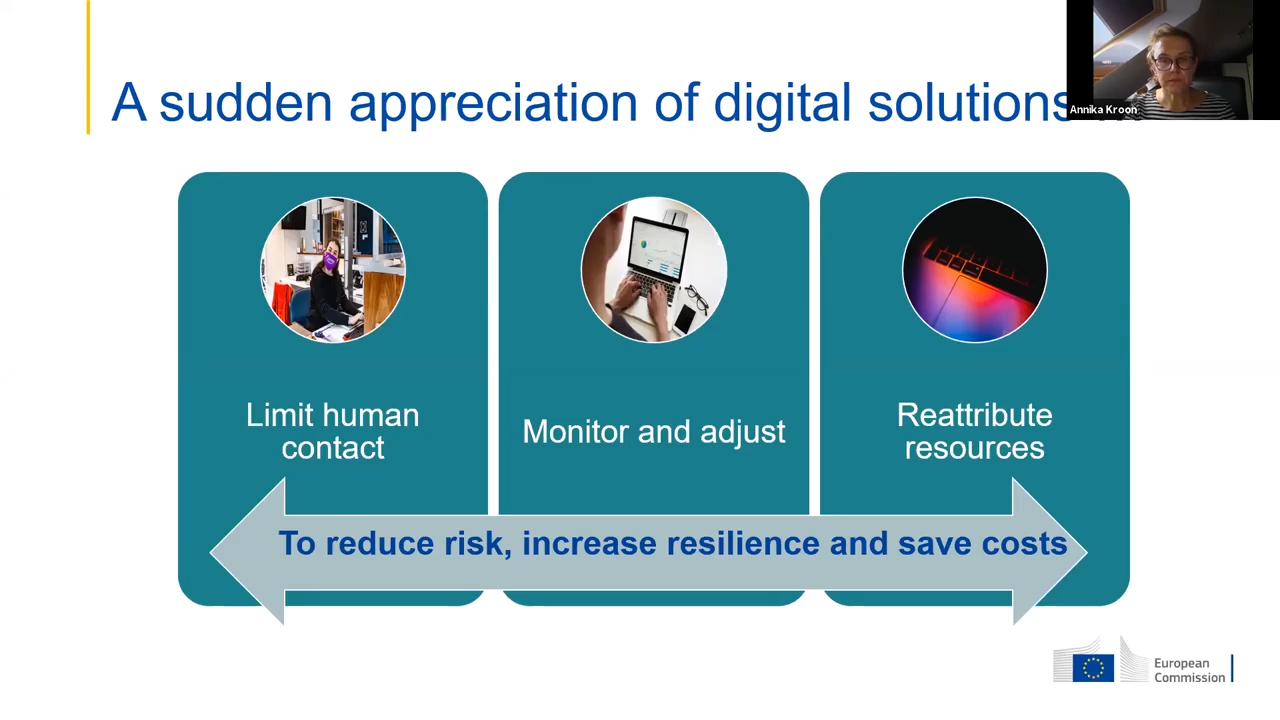 A sudden appreciation of digital solutions
Annika Kroon
Limit human
contact
Monitor and adjust
Reattribute
resources
To reduce risk, increase resilience and save costs
European
Commission